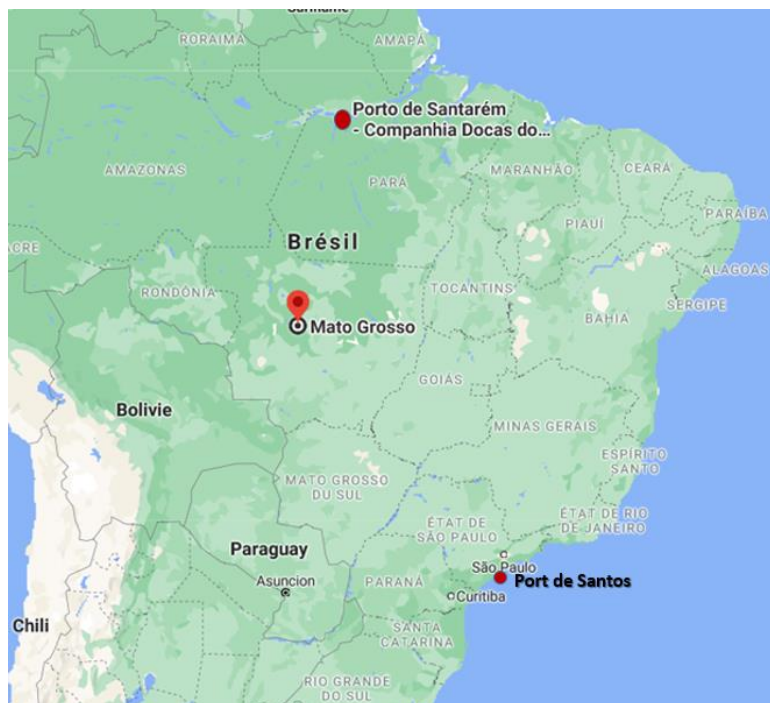 Suriname
RORAIMA
AMAPÁ
Porto de Santarém
- Companhia Docas do...
AMAZONAS
PARÁ
MARANHÃO
CEARÁ
PARAÍBA
PIAUÍ
ACRE
Brésil
ALAGOAS
RONDÔNIA
TOCANTINS
SERGIPE
Mato Grosso
BAHIA
GOIÁS
Bolivie
MINAS GERAIS
ESPÍRITO
SANTO
MATO GROSSO
DU SUL
ÉTAT DE
SÃO PAULO
ÉTAT DE RIO
DE JANEIRO
Paraguay
São Paulo
Asuncion
PARANÁ
Port de Santos
Curitiba
Chili
SANTA
CATARINA
RIO GRANDE
DO SUL